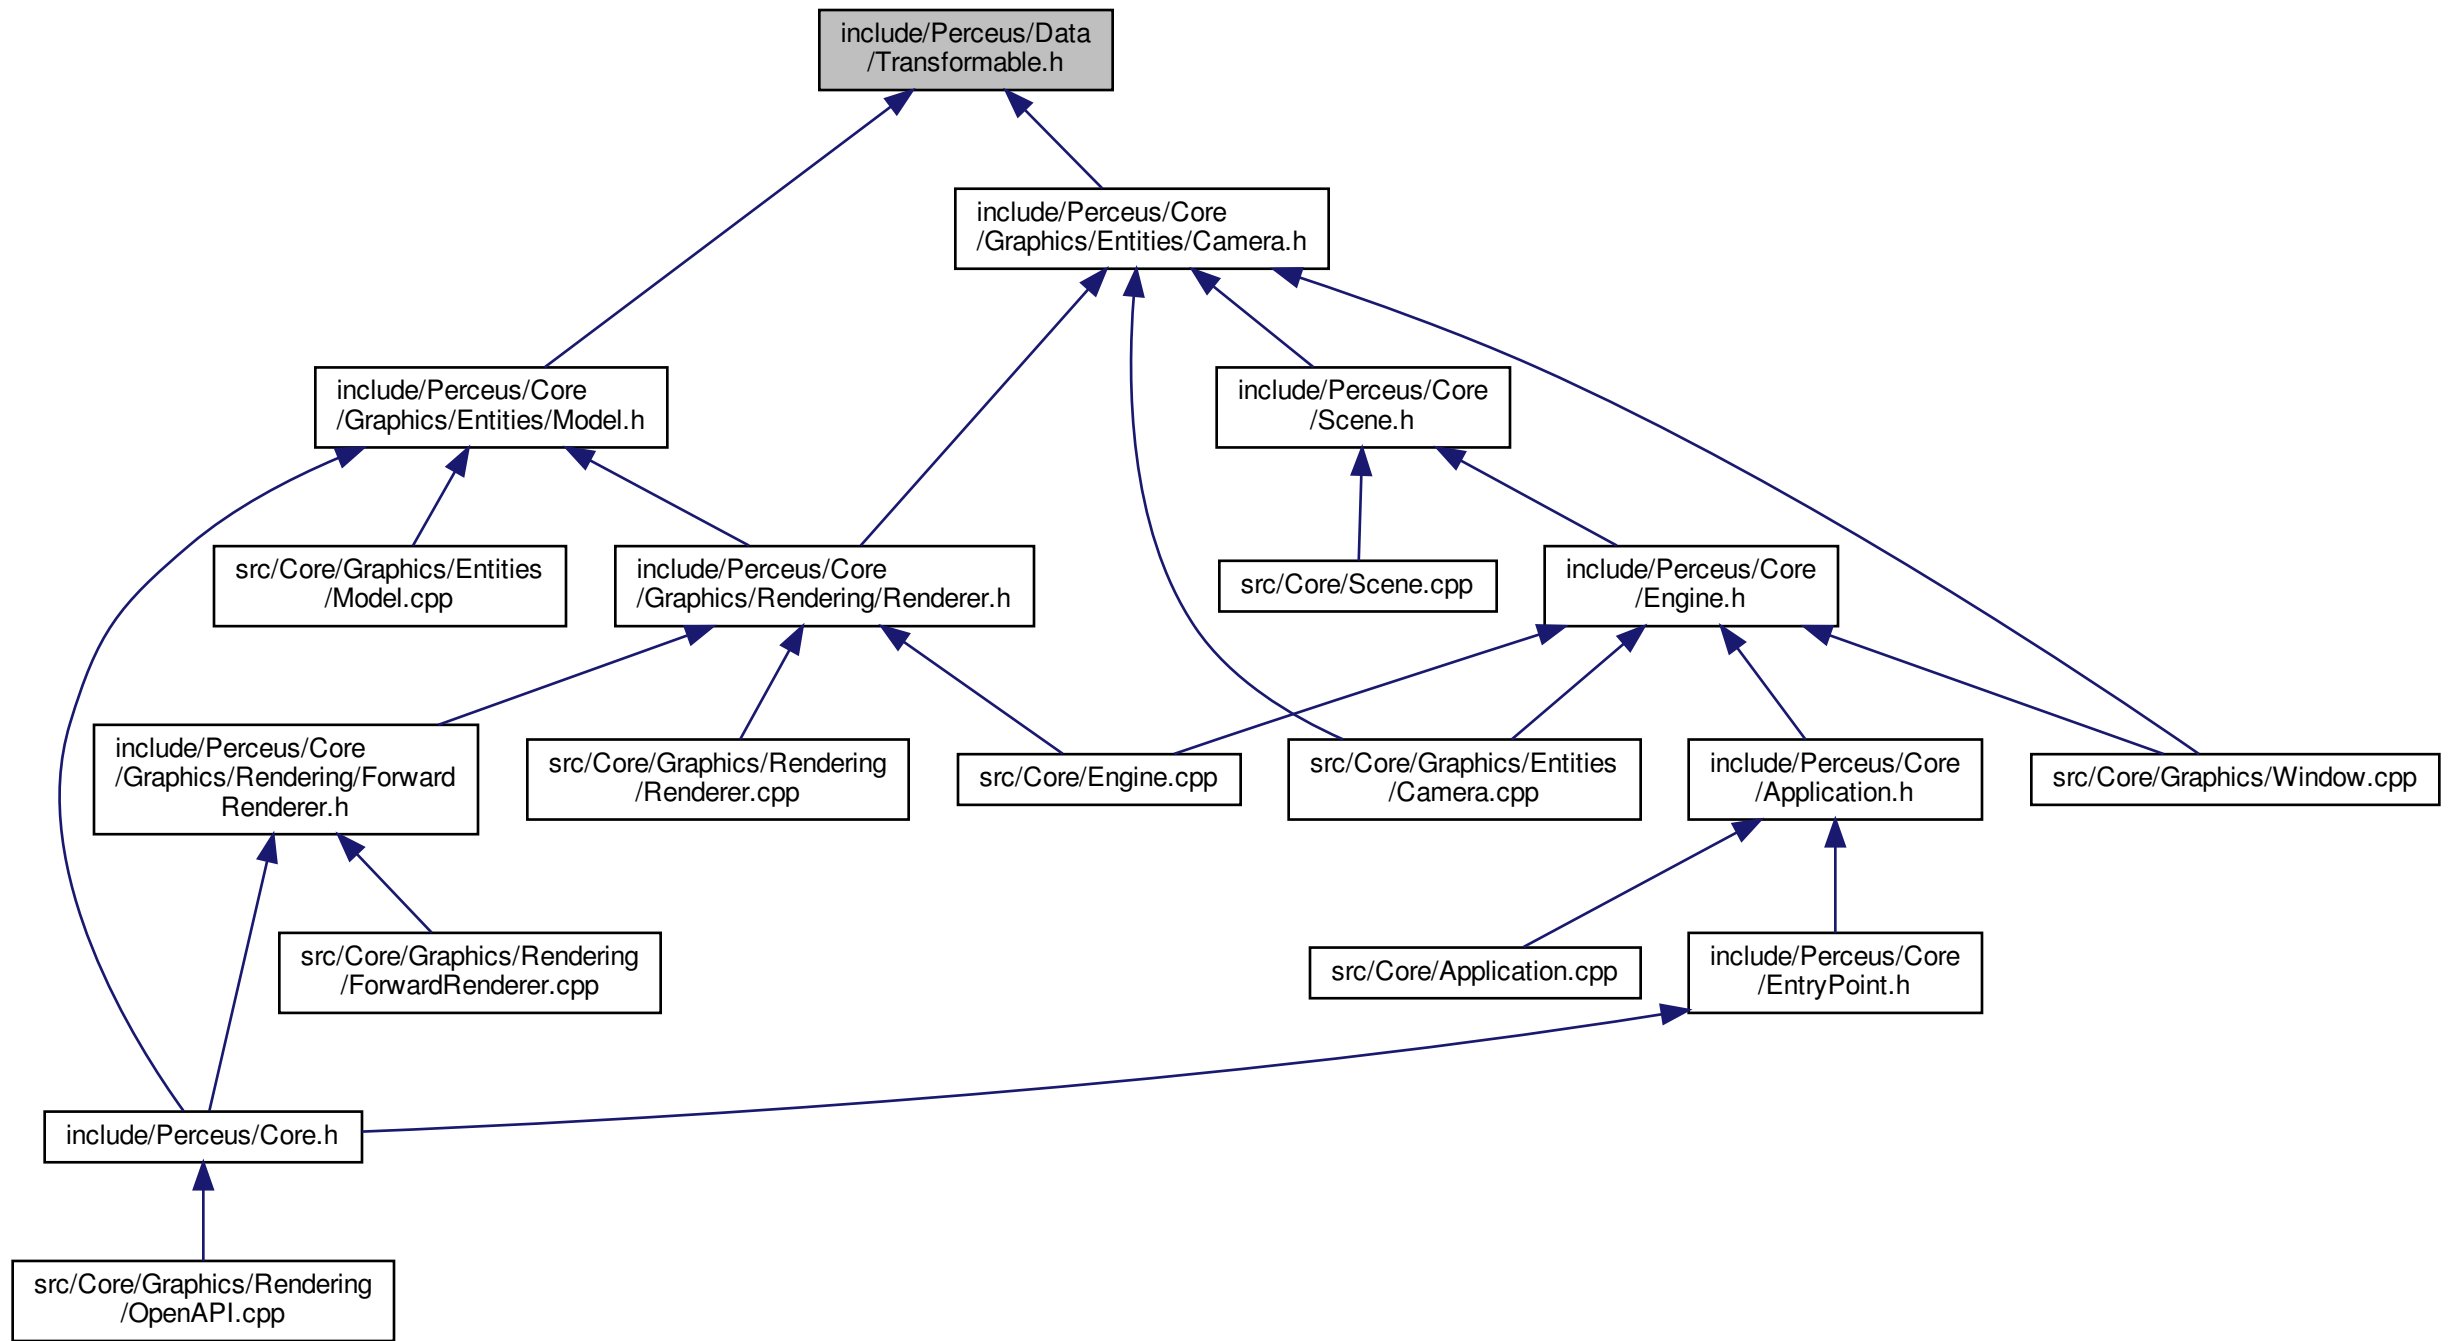 include/Perceus/Data
/Transformable.h
include/Perceus/Core
/Graphics/Entities/Camera.h
include/Perceus/Core
/Graphics/Entities/Model.h
include/Perceus/Core
/Scene.h
src/Core/Graphics/Entities
/Model.cpp
include/Perceus/Core
/Graphics/Rendering/Renderer.h
src/Core/Scene.cpp
include/Perceus/Core
/Engine.h
include/Perceus/Core
/Graphics/Rendering/Forward
Renderer.h
src/Core/Graphics/Rendering
/Renderer.cpp
src/Core/Engine.cpp
src/Core/Graphics/Entities
/Camera.cpp
include/Perceus/Core
/Application.h
src/Core/Graphics/Window.cpp
src/Core/Graphics/Rendering
/ForwardRenderer.cpp
src/Core/Application.cpp
include/Perceus/Core
/EntryPoint.h
include/Perceus/Core.h
src/Core/Graphics/Rendering
/OpenAPI.cpp